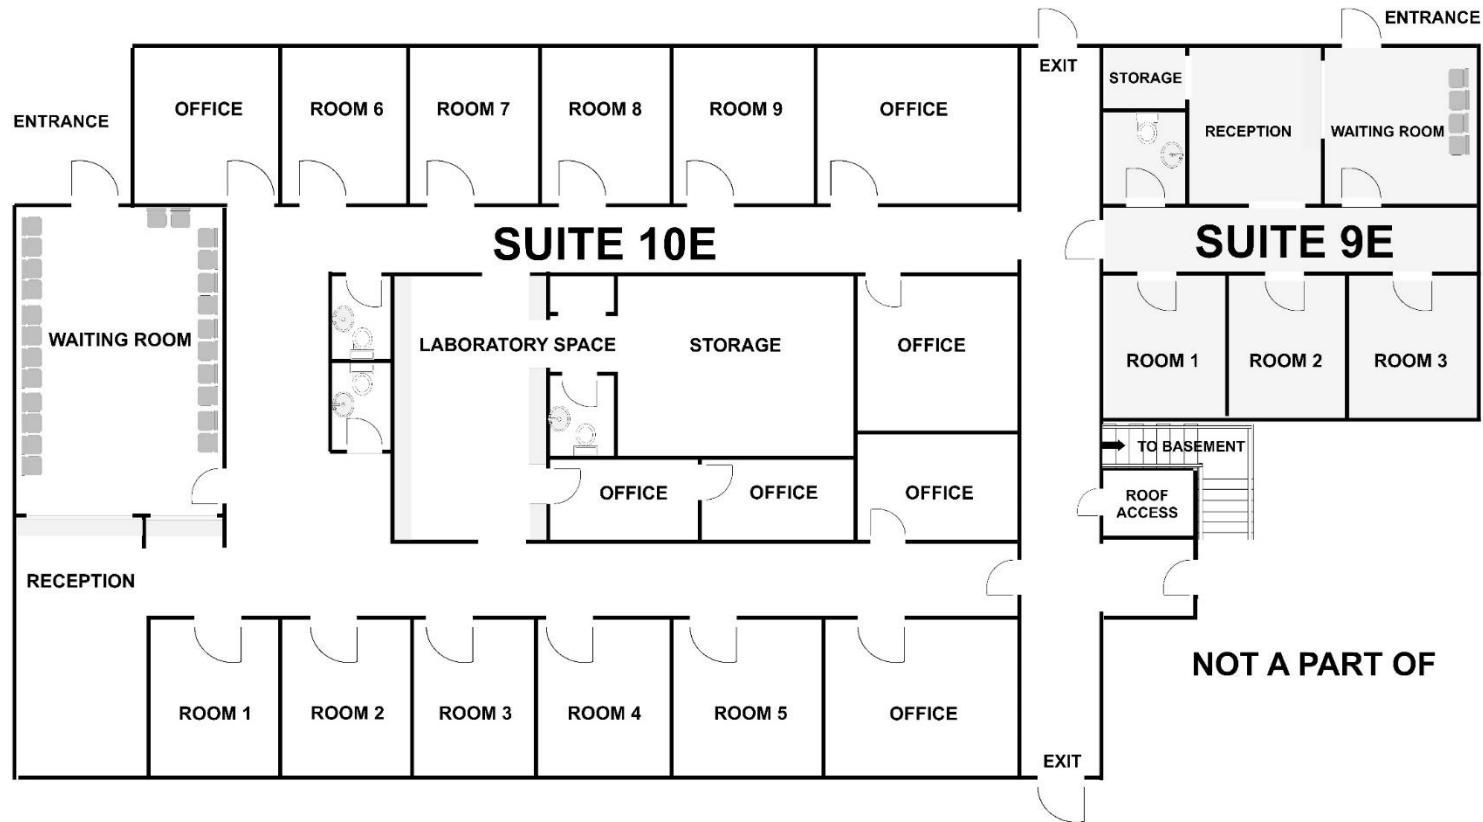 ENTRANCE
EXIT
STORAGE
OFFICE
ROOM 6
ROOM 7
ROOM 8
ROOM 9
OFFICE
ENTRANCE
RECEPTION
WAITING ROOM
SUITE 10E
SUITE 9E
WAITING ROOM
LABORATORY SPACE
STORAGE
OFFICE
ROOM 1
ROOM 2
ROOM 3
TO BASEMENT
OFFICE
OFFICE
OFFICE
ROOF
ACCESS
RECEPTION
NOT A PART OF
ROOM 1
ROOM 2
ROOM 3
ROOM 4
ROOM 5
OFFICE
EXIT